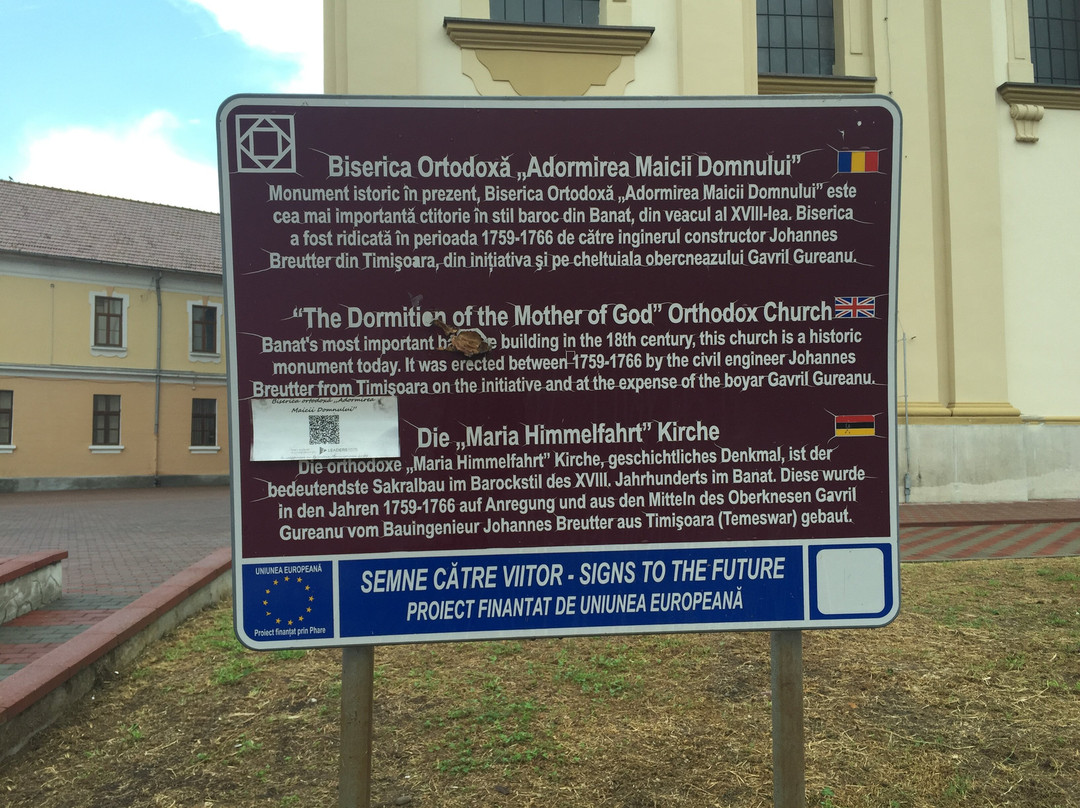 Biserica Ortodoxă „Adormirea Maicii Domnului”
Monument istoric în prezent, Biserica Ortodoxă „Adormirea Maicii Domnului” este
cea mai importantă ctitorie în stil baroc din Banat, din veacul al XVIII-lea. Biserica
a fost ridicată în perioada 1759-1766 de către inginerul constructor Johannes
Breutter din Timişoara, din iniţiativa şi pe cheltuiala obercneazului Gavril Gureanu.
“The Dormition of the Mother of God” Orthodox Church
Banat's most important building in the 18th century, this church is a historic
monument today. It was erected between 1759-1766 by the civil engineer Johannes
Breutter from Timişoara on the initiative and at the expense of the boyar Gavril Gureanu.
Biserica ortodoxă „Adormirea
Maicii Domnului”
Die „Maria Himmelfahrt” Kirche
Die orthodoxe „Maria Himmelfahrt” Kirche, geschichtliches Denkmal, ist der
bedeutendste Sakralbau im Barockstil des XVIII. Jahrhunderts im Banat. Diese wurde
in den Jahren 1759-1766 auf Anregung und aus den Mitteln des Oberknesen Gavril
Gureanu vom Bauingenieur Johannes Breutter aus Timişoara (Temeswar) gebaut.
UNIUNEA EUROPEANĂ
Proiect finanţat prin Phare
SEMNE CĂTRE VIITOR - SIGNS TO THE FUTURE
PROIECT FINANTAT DE UNIUNEA EUROPEANĂ